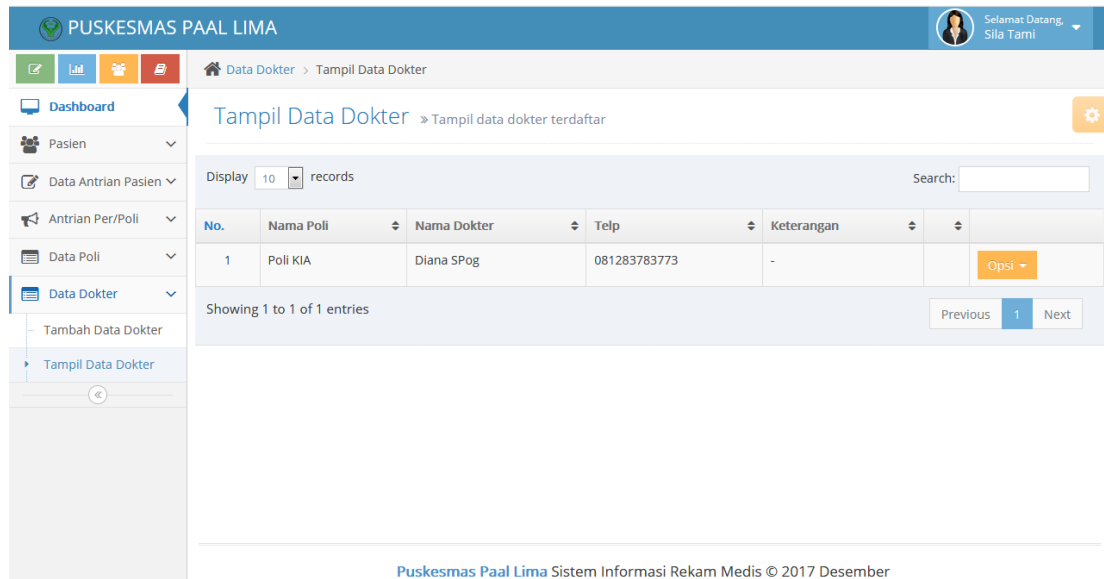 PUSKESMAS PAAL LIMA
Selamat Datang,
Sila Tami
Data Dokter > Tampil Data Dokter
Dashboard
Pasien
Data Antrian Pasien
Antrian Per/Poli
Data Poli
Data Dokter
Tambah Data Dokter
Tampil Data Dokter
Tampil Data Dokter » Tampil data dokter terdaftar
Display 10 records
Search:
No. Nama Poli Nama Dokter Telp Keterangan
1 Poli KIA Diana SPog 081283783773 - Opsi
Showing 1 to 1 of 1 entries
Previous 1 Next
Puskesmas Paal Lima Sistem Informasi Rekam Medis © 2017 Desember